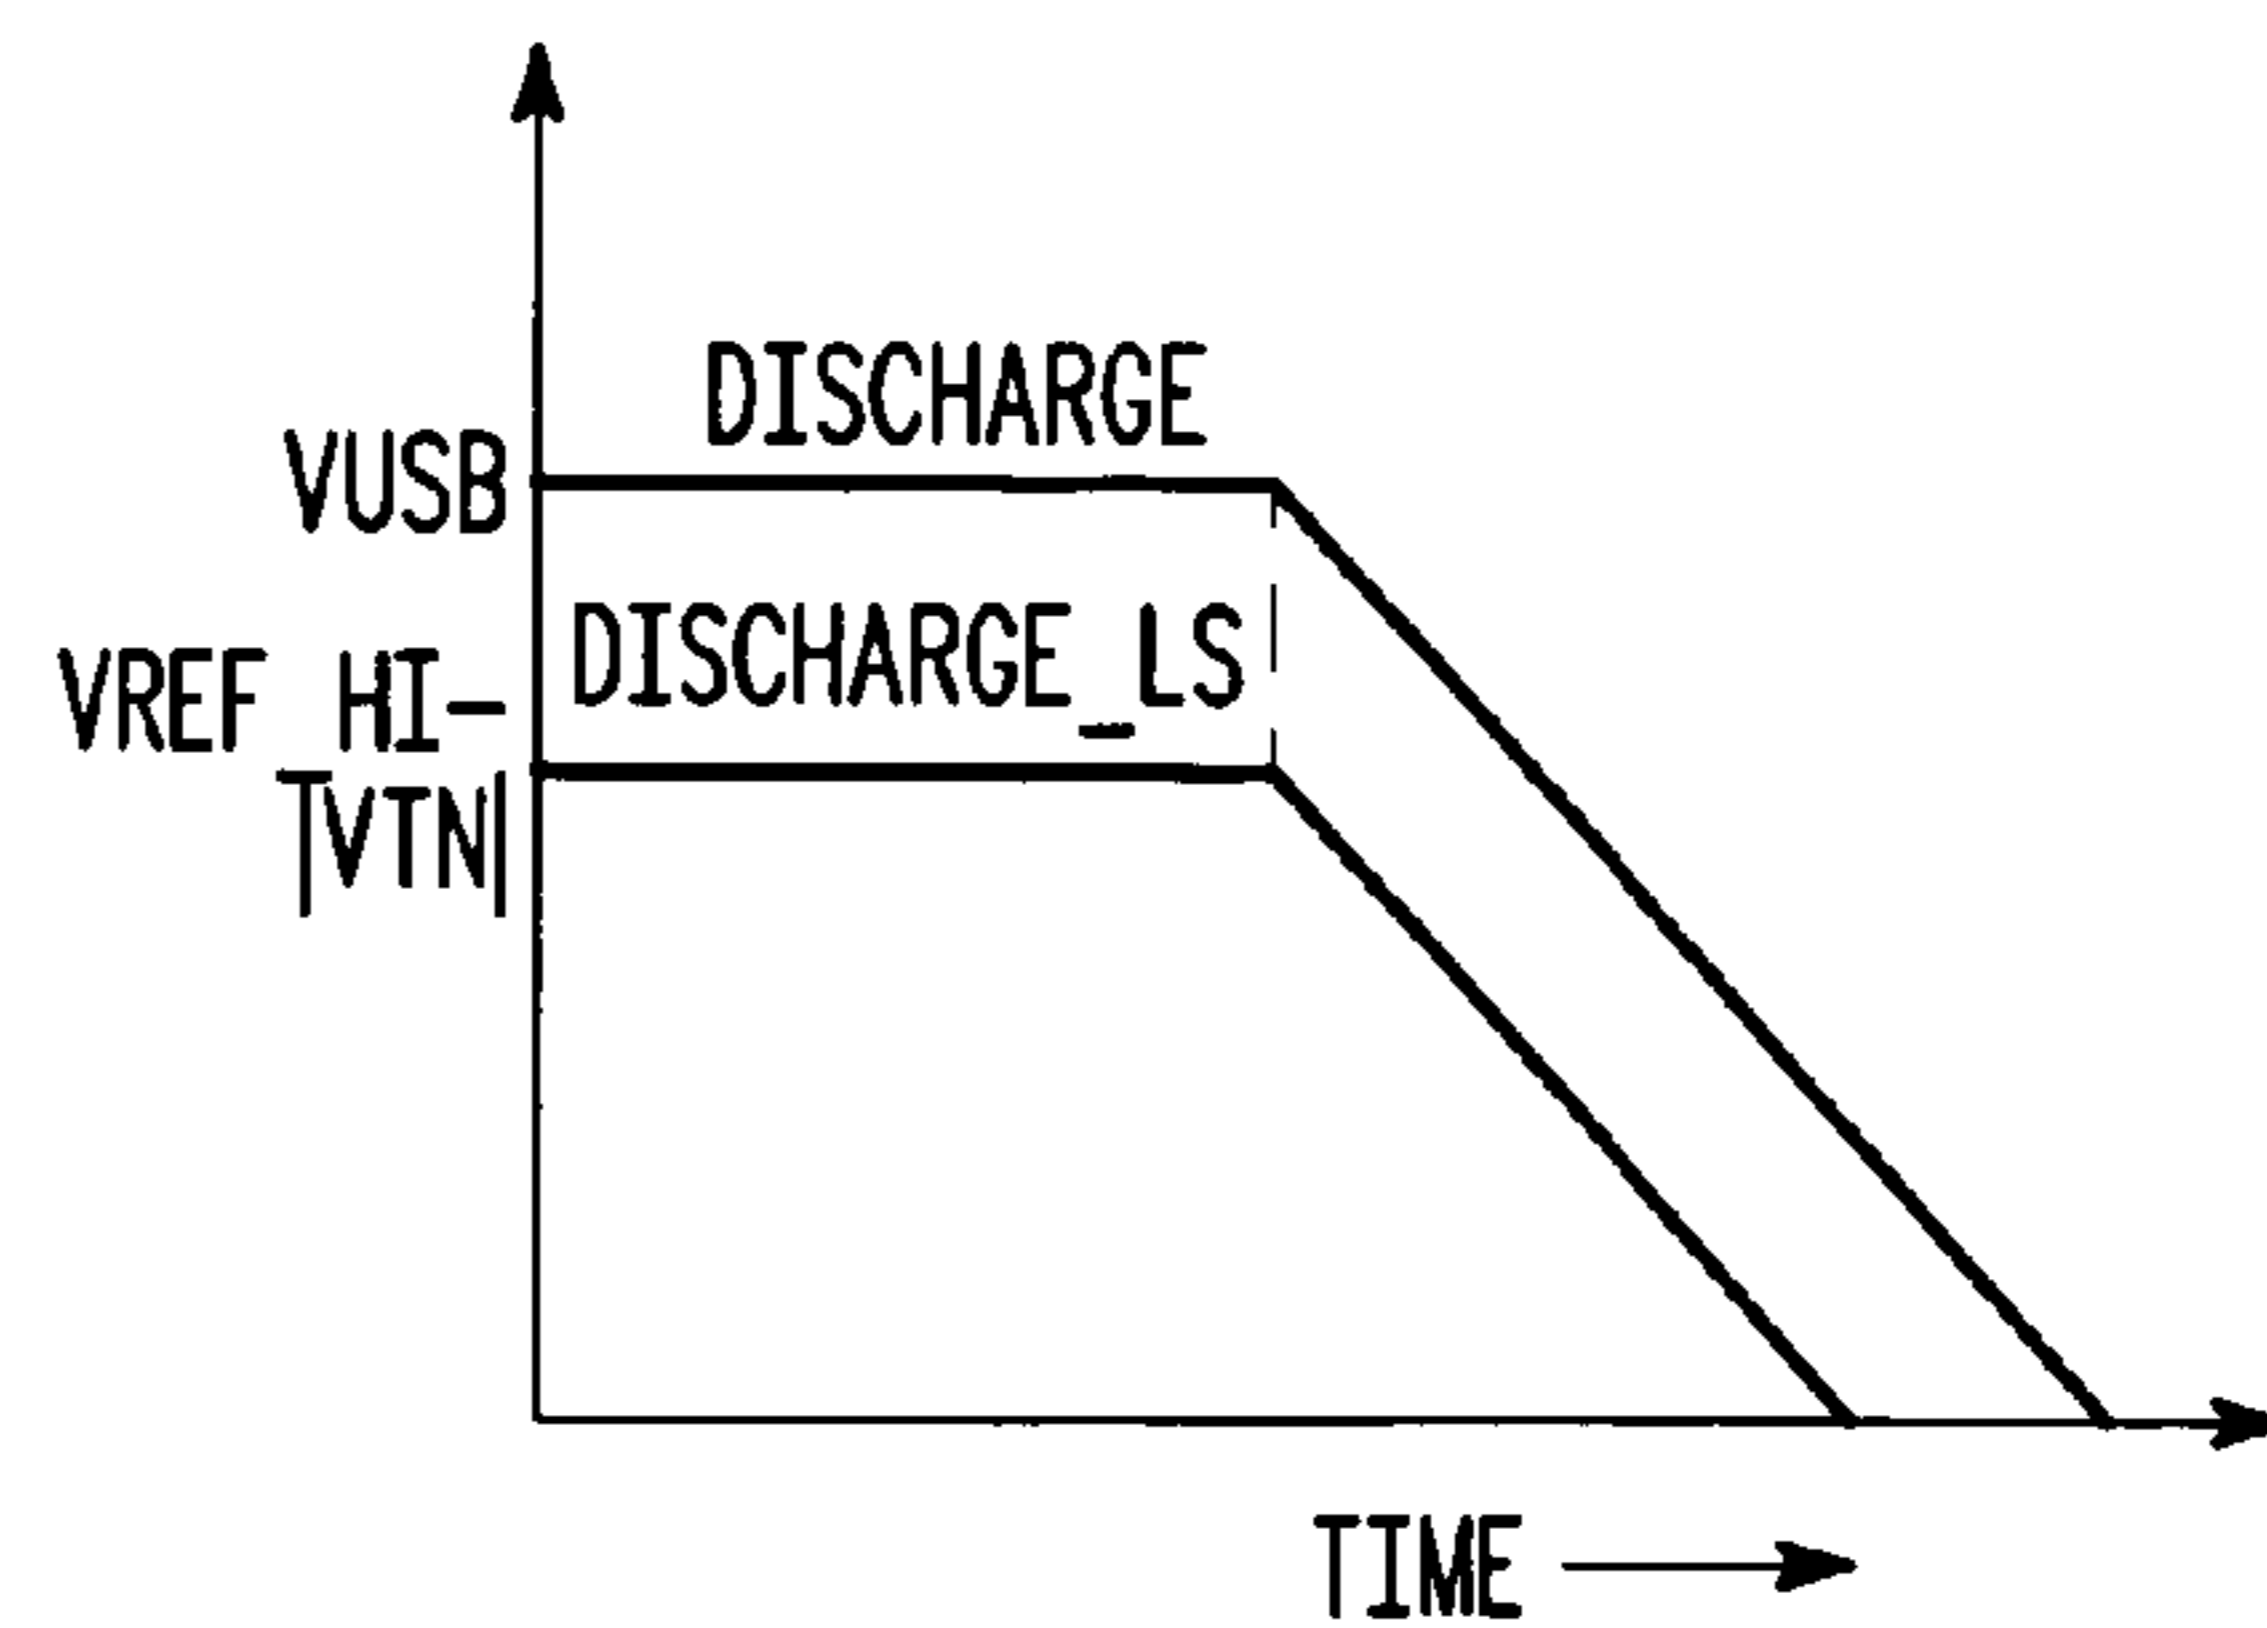 DISCHARGE
VUSB
DISCHARGE_LS
VREF_HI-
|VTN|
TIME